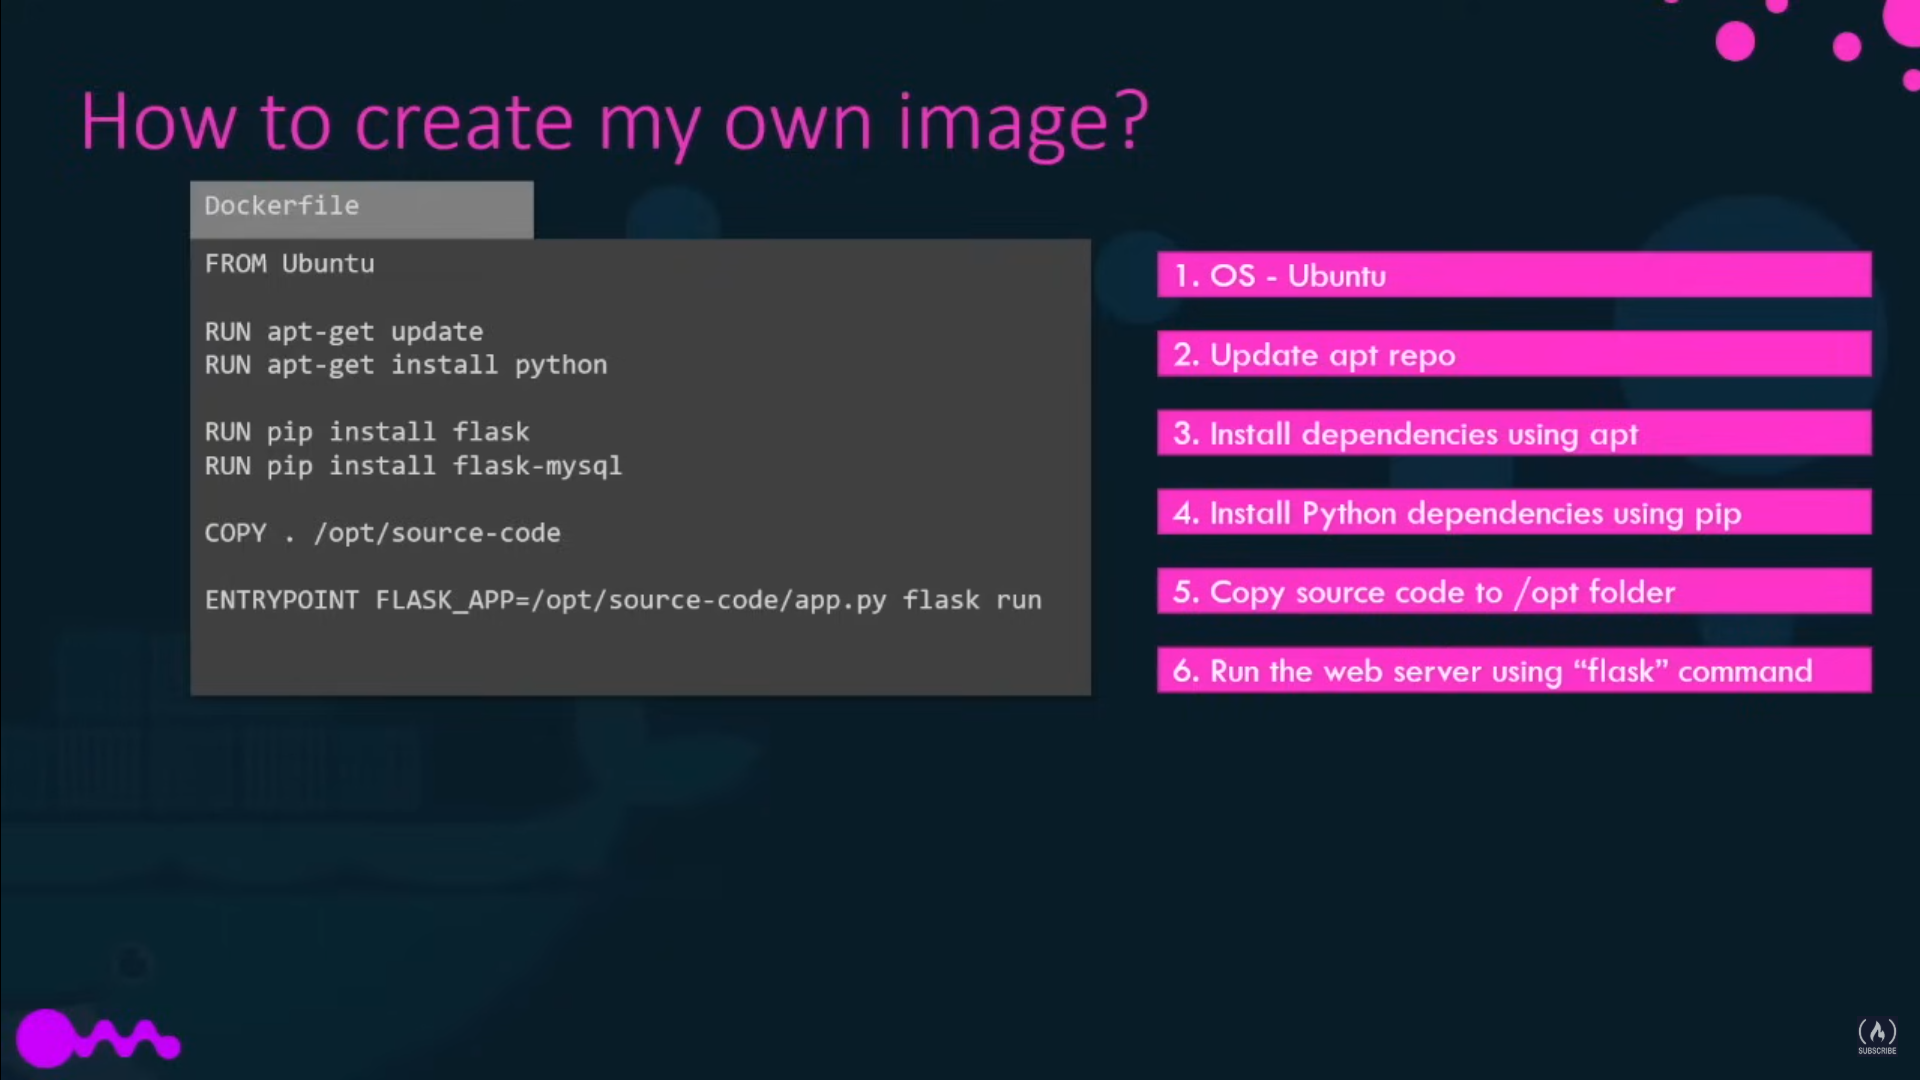 How to create my own image?
Dockerfile
FROM Ubuntu
RUN apt-get update
RUN apt-get install python
RUN pip install flask
RUN pip install flask-mysql
COPY . /opt/source-code
ENTRYPOINT FLASK_APP=/opt/source-code/app.py flask run
1. OS - Ubuntu
2. Update apt repo
3. Install dependencies using apt
4. Install Python dependencies using pip
5. Copy source code to /opt folder
6. Run the web server using “flask” command
SUBSCRIBE